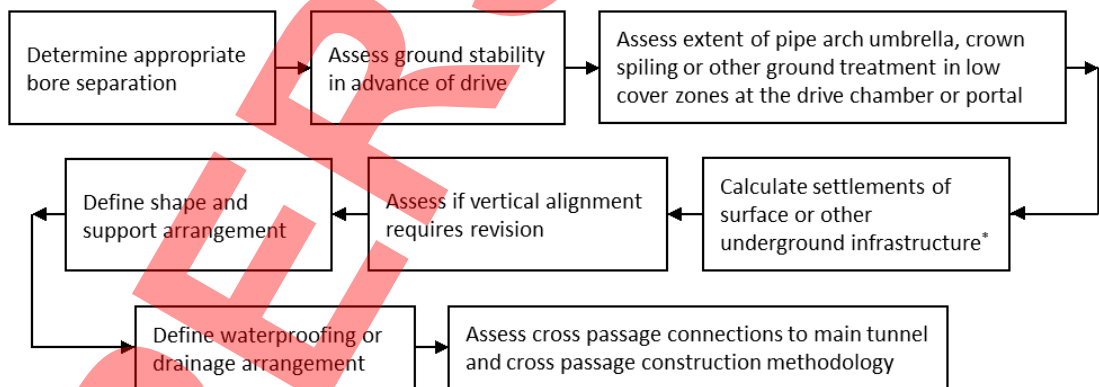 Determine appropriate
bore separation
Assess ground stability
in advance of drive
Assess extent of pipe arch umbrella, crown
spiling or other ground treatment in low
cover zones at the drive chamber or portal
Calculate settlements of
surface or other
underground infrastructure*
Assess if vertical alignment
requires revision
Define shape and
support arrangement
Define waterproofing or
drainage arrangement
Assess cross passage connections to main tunnel
and cross passage construction methodology
PERS